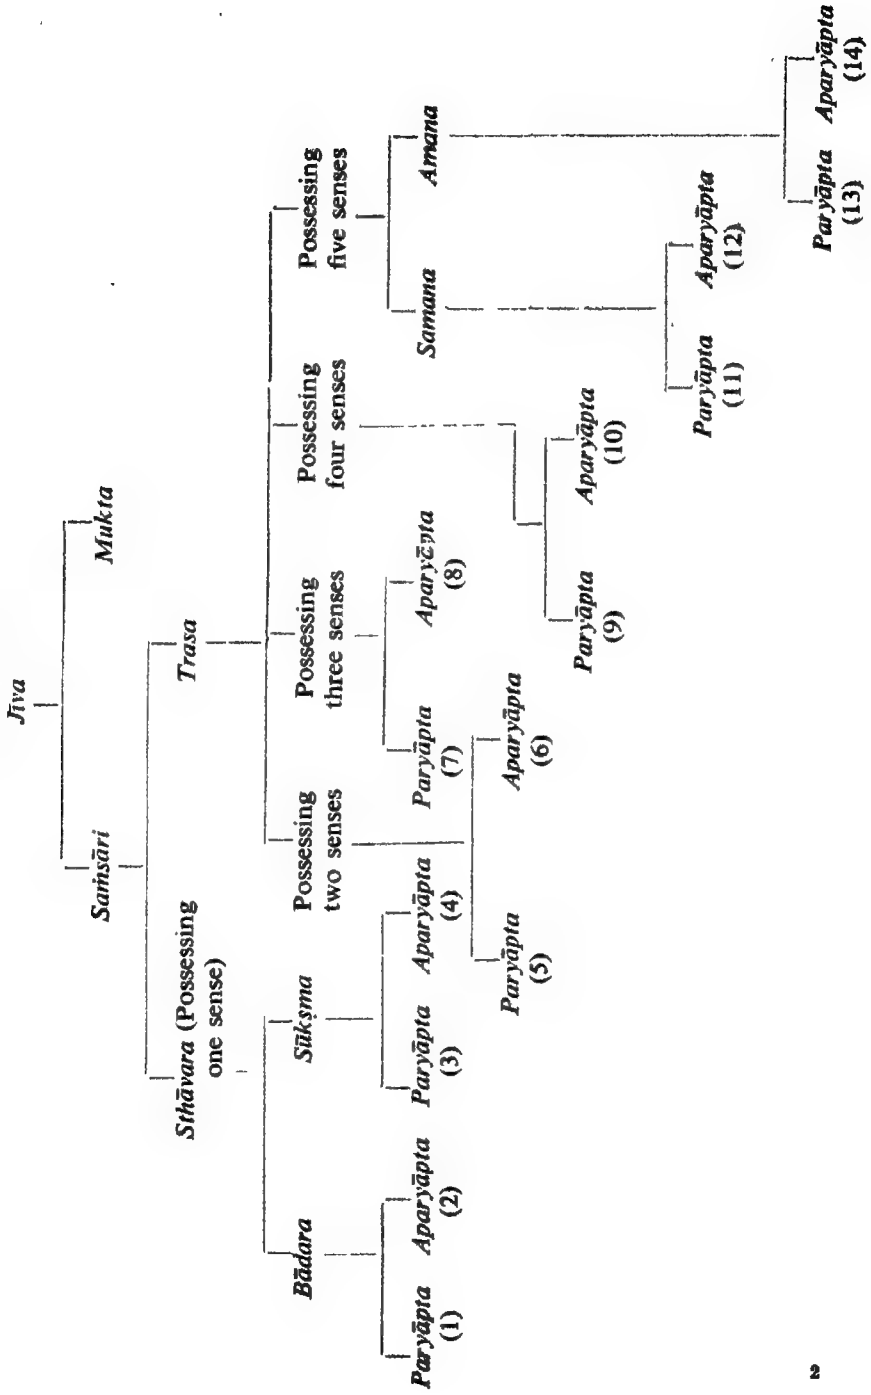 Jīva
Saṁsāri Mukta
Sthāvara (Possessing
one sense)
Trasa
Bādara Sūkṣma
Possessing
two senses
Possessing
three senses
Possessing
four senses
Possessing
five senses
Paryāpta
(1)
Aparyāpta
(2)
Paryāpta
(3)
Aparyāpta
(4)
Paryāpta
(7)
Aparyāpta
(8)
Samana Amana
Paryāpta
(5)
Aparyāpta
(6)
Paryāpta
(9)
Aparyāpta
(10)
Paryāpta
(11)
Aparyāpta
(12)
Paryāpta
(13)
Aparyāpta
(14)
2